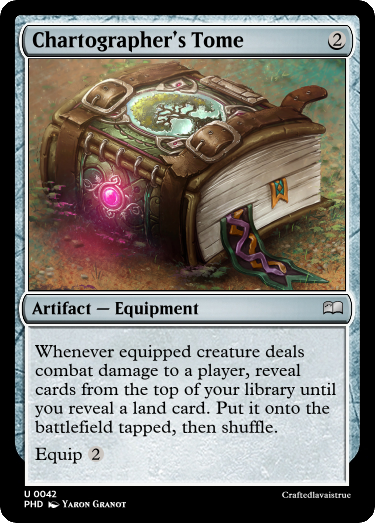 Chartographer's Tome 2
Artifact — Equipment
Whenever equipped creature deals
combat damage to a player, reveal
cards from the top of your library until
you reveal a land card. Put it onto the
battlefield tapped, then shuffle.
Equip 2
U 0042
PHD Yaron Granot
Craftedlavaistrue